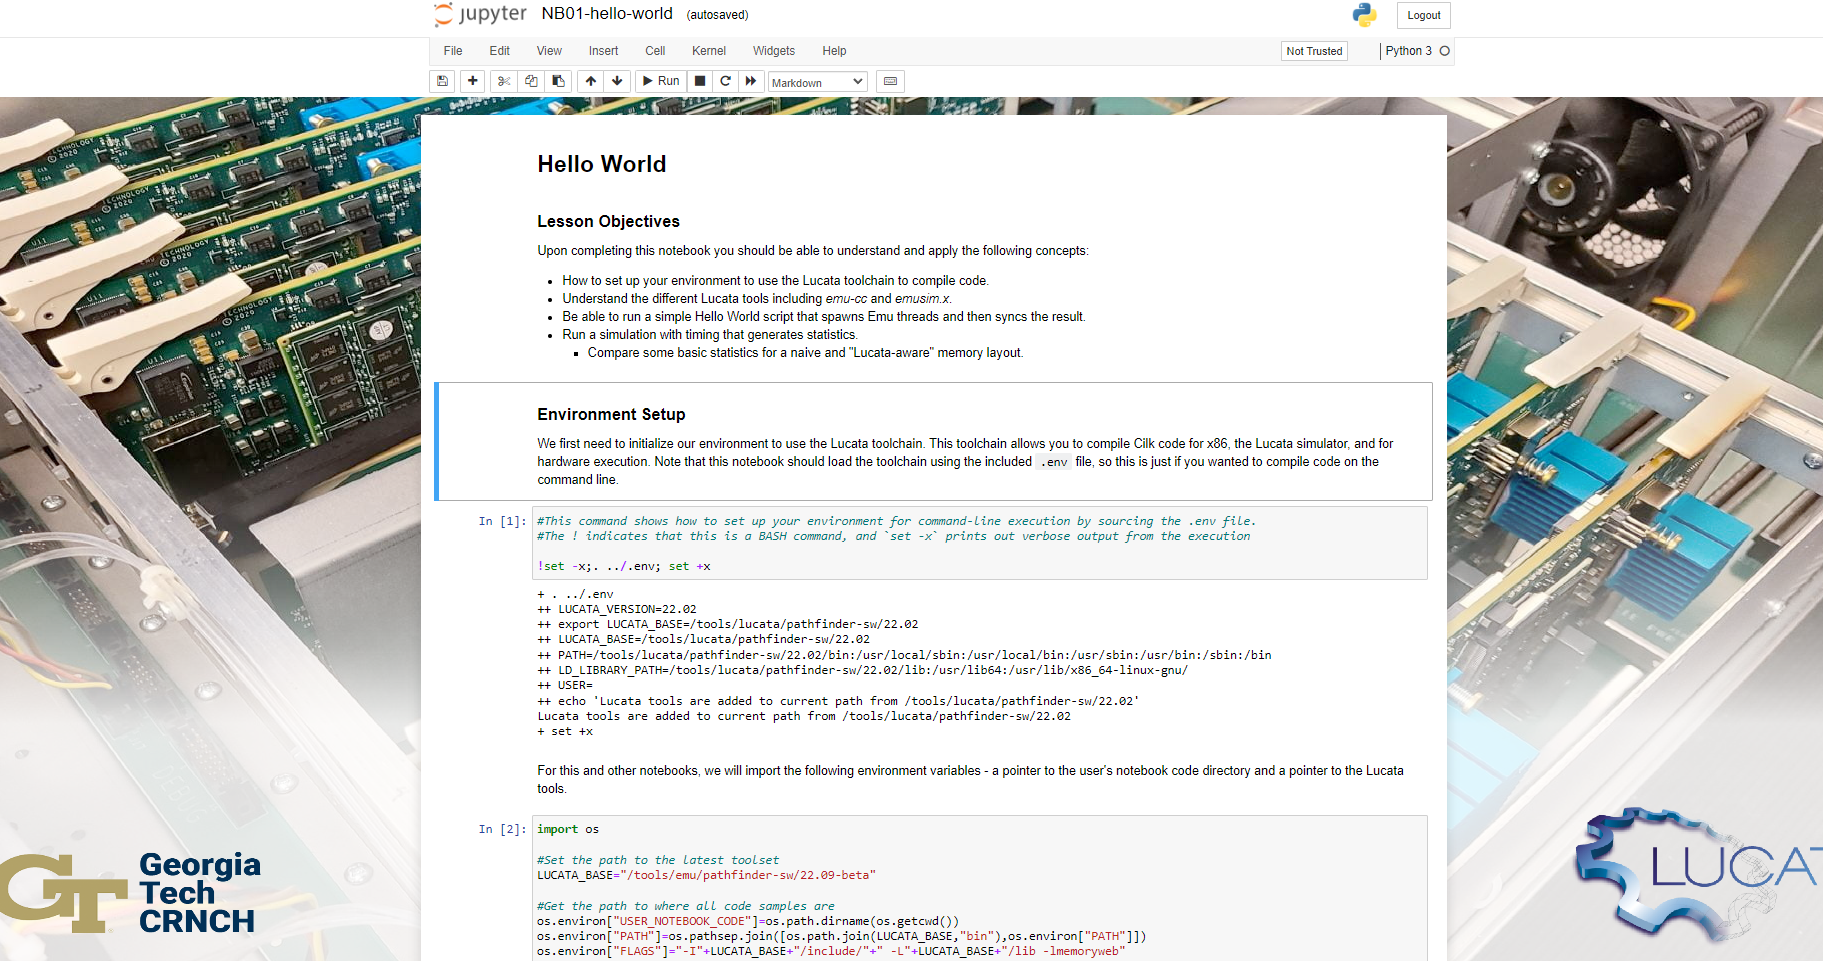 jupyter NB01-hello-world (autosaved)
Logout
File Edit View Insert Cell Kernel Widgets Help
Not Trusted
Python 3
Run
Markdown
Hello World
Lesson Objectives
Upon completing this notebook you should be able to understand and apply the following concepts:
How to set up your environment to use the Lucata toolchain to compile code.
Understand the different Lucata tools including emu-cc and emusim.x.
Be able to run a simple Hello World script that spawns Emu threads and then syncs the result.
Run a simulation with timing that generates statistics.
Compare some basic statistics for a naive and "Lucata-aware" memory layout.
Environment Setup
We first need to initialize our environment to use the Lucata toolchain. This toolchain allows you to compile Cilk code for x86, the Lucata simulator, and for
hardware execution. Note that this notebook should load the toolchain using the included .env file, so this is just if you wanted to compile code on the
command line.
In [1]:
#This command shows how to set up your environment for command-line execution by sourcing the .env file.
#The ! indicates that this is a BASH command, and `set -x` prints out verbose output from the execution
!set -x;. ../.env; set +x
+ . ../.env
++ LUCATA_VERSION=22.02
++ export LUCATA_BASE=/tools/lucata/pathfinder-sw/22.02
++ LUCATA_BASE=/tools/lucata/pathfinder-sw/22.02
++ PATH=/tools/lucata/pathfinder-sw/22.02/bin:/usr/local/sbin:/usr/local/bin:/usr/sbin:/usr/bin:/sbin:/bin
++ LD_LIBRARY_PATH=/tools/lucata/pathfinder-sw/22.02/lib:/usr/lib64:/usr/lib/x86_64-linux-gnu/
++ USER=
++ echo 'Lucata tools are added to current path from /tools/lucata/pathfinder-sw/22.02'
Lucata tools are added to current path from /tools/lucata/pathfinder-sw/22.02
+ set +x
For this and other notebooks, we will import the following environment variables - a pointer to the user's notebook code directory and a pointer to the Lucata
tools.
In [2]:
import os
#Set the path to the latest toolset
LUCATA_BASE="/tools/emu/pathfinder-sw/22.09-beta"
#Get the path to where all code samples are
os.environ["USER_NOTEBOOK_CODE"]=os.path.dirname(os.getcwd())
os.environ["PATH"]=os.pathsep.join([os.path.join(LUCATA_BASE,"bin"),os.environ["PATH"]])
os.environ["FLAGS"]="-I"+LUCATA_BASE+"/include/"+" -L"+LUCATA_BASE+"/lib -lmemoryweb"
GT
Georgia
Tech
CRNCH
LUCAT
TECHNOLOGY
© 2020
TECHNOLOGY
© 2020
NOLOGY
© 2020
© 2020
U11
DEBUG